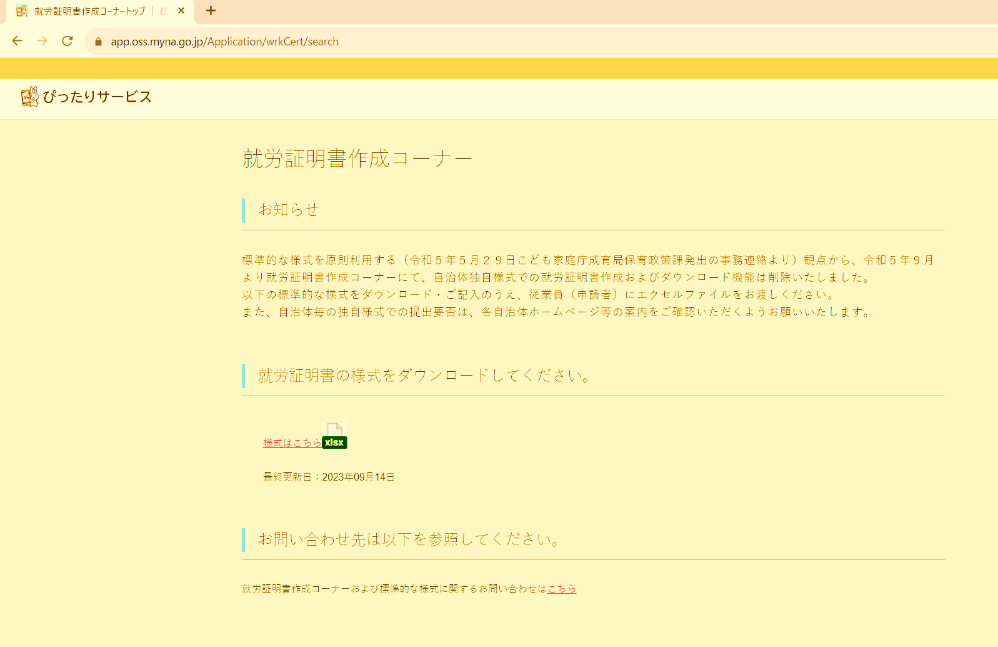 就労証明書作成コーナートップ |
app.oss.myna.go.jp/Application/wrkCert/search
ぴったりサービス
就労証明書作成コーナー
お知らせ
標準的な様式を原則利用する（令和５年５月２９日こども家庭庁成育局保育政策課発出の事務連絡より）観点から、令和５年９月
より就労証明書作成コーナーにて、自治体独自様式での就労証明書作成およびダウンロード機能は削除いたしました。
以下の標準的な様式をダウンロード・ご記入のうえ、従業員（申請者）にエクセルファイルをお渡しください。
また、自治体毎の独自様式での提出要否は、各自治体ホームページ等の案内をご確認いただくようお願いいたします。
就労証明書の様式をダウンロードしてください。
様式はこちら xlsx
最終更新日：2023年09月14日
お問い合わせ先は以下を参照してください。
就労証明書作成コーナーおよび標準的な様式に関するお問い合わせはこちら